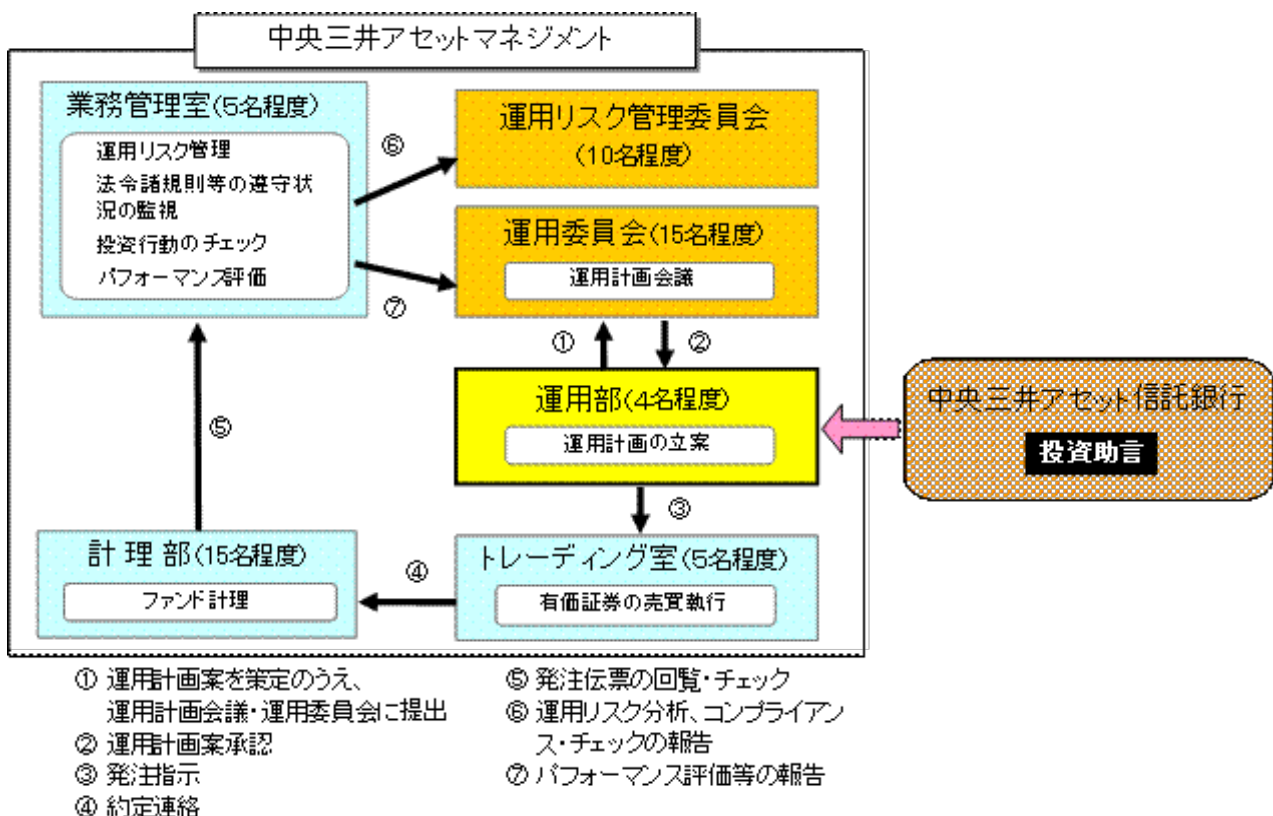 中央三井アセットマネジメント
業務管理室(5名程度)
運用リスク管理
法令諸規則等の遵守状
況の監視
投資行動のチェック
パフォーマンス評価
⑥
⑦
運用リスク管理委員会
(10名程度)
運用委員会(15名程度)
運用計画会議
①
②
運用部(4名程度)
運用計画の立案
中央三井アセット信託銀行
投資助言
⑤
③
計理部(15名程度)
ファンド計理
④
トレーディング室(5名程度)
有価証券の売買執行
① 運用計画案を策定のうえ、
運用計画会議・運用委員会に提出
② 運用計画案承認
③ 発注指示
④ 約定連絡
⑤ 発注伝票の回覧・チェック
⑥ 運用リスク分析、コンプライアン
ス・チェックの報告
⑦ パフォーマンス評価等の報告